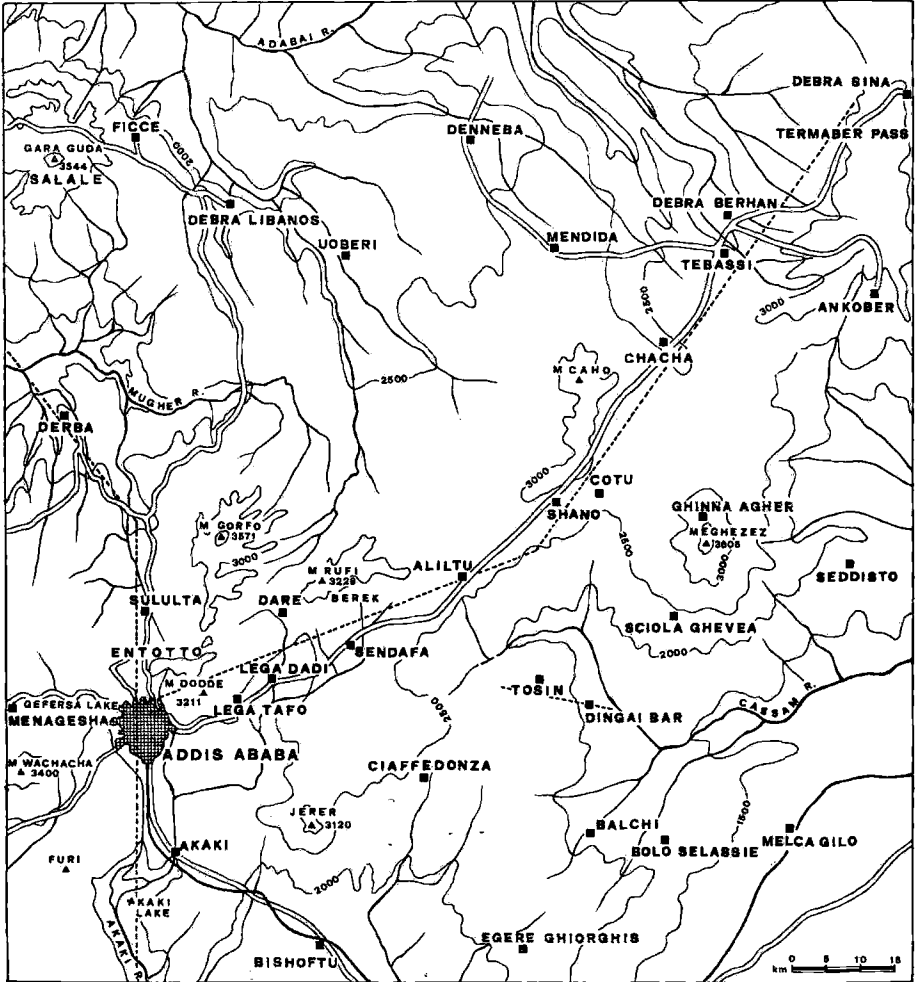 ADABAI R.
DEBRA SINA
FICCE
DENNEBA
TERMABER PASS
GARA GUDA
3544
SALALE
2000
DEBRA LIBANOS
DEBRA BERHAN
UOBERI
MENDIDA
TEBASSI
2500
3000
ANKOBER
CHACHA
M CAHO
2500
MUGHER R.
DERBA
3000
COTU
SHANO
GHINNA AGHER
MEGHEZEZ
3605
M GORFO
3571
3000
2500
3000
M RUFI
3229
ALILTU
SEDDISTO
SULULTA
DARE
BEREK
SCIOLA GHEVEA
2000
ENTOTTO
SENDAFA
LEGA DADI
M DODDE
3211
TOSIN
GEFERSA LAKE
MENAGESHA
LEGA TAFO
2500
DINGAI BAR
CASSAM R.
ADDIS ABABA
M WACHACHA
3400
CIAFFEDONZA
JERER
3120
1500
BALCHI
BOLO SELASSIE
MELCA GILO
AKAKI
FURI
2000
AKAKI
LAKE
AKAKI R.
BISHOFTU
EGERE GHIORGHIS
km 0 5 10 15